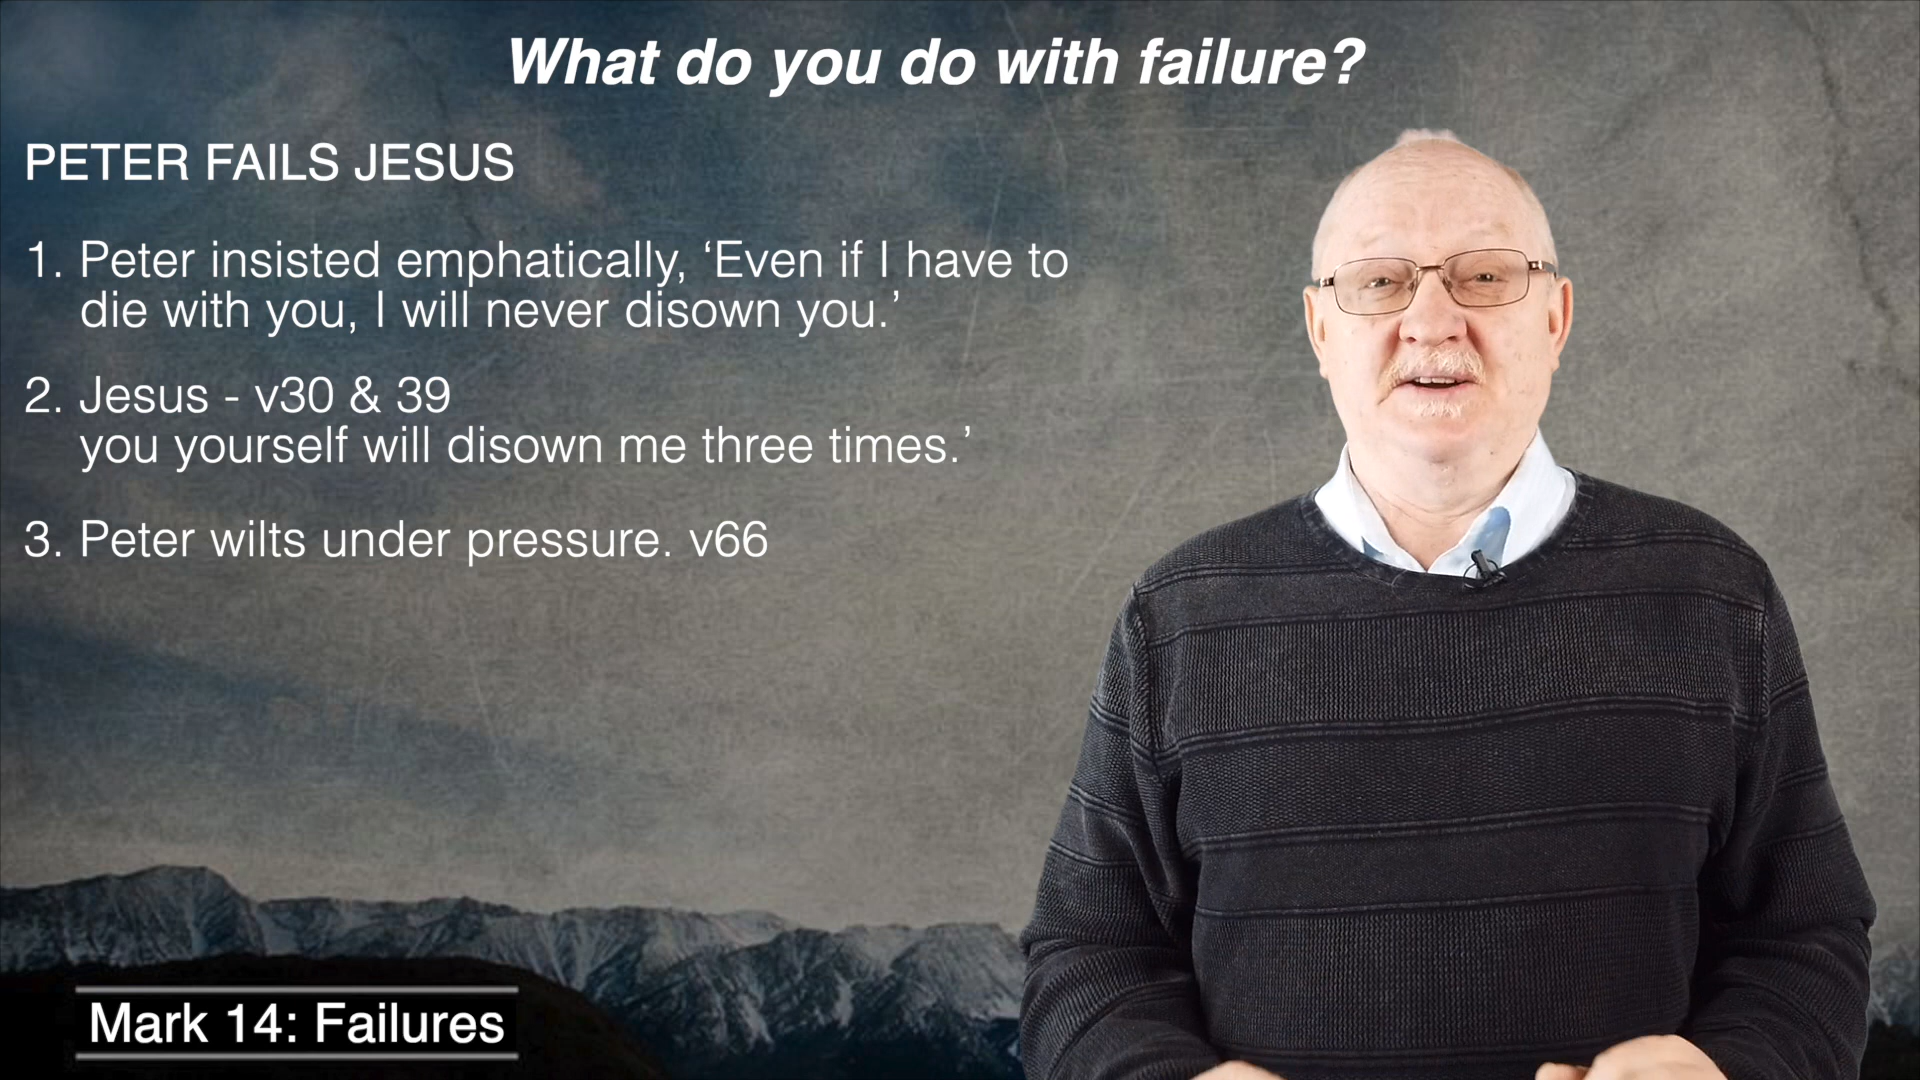 What do you do with failure?
PETER FAILS JESUS
1. Peter insisted emphatically, ‘Even if I have to
die with you, I will never disown you.’
2. Jesus - v30 & 39
you yourself will disown me three times.’
3. Peter wilts under pressure. v66
Mark 14: Failures